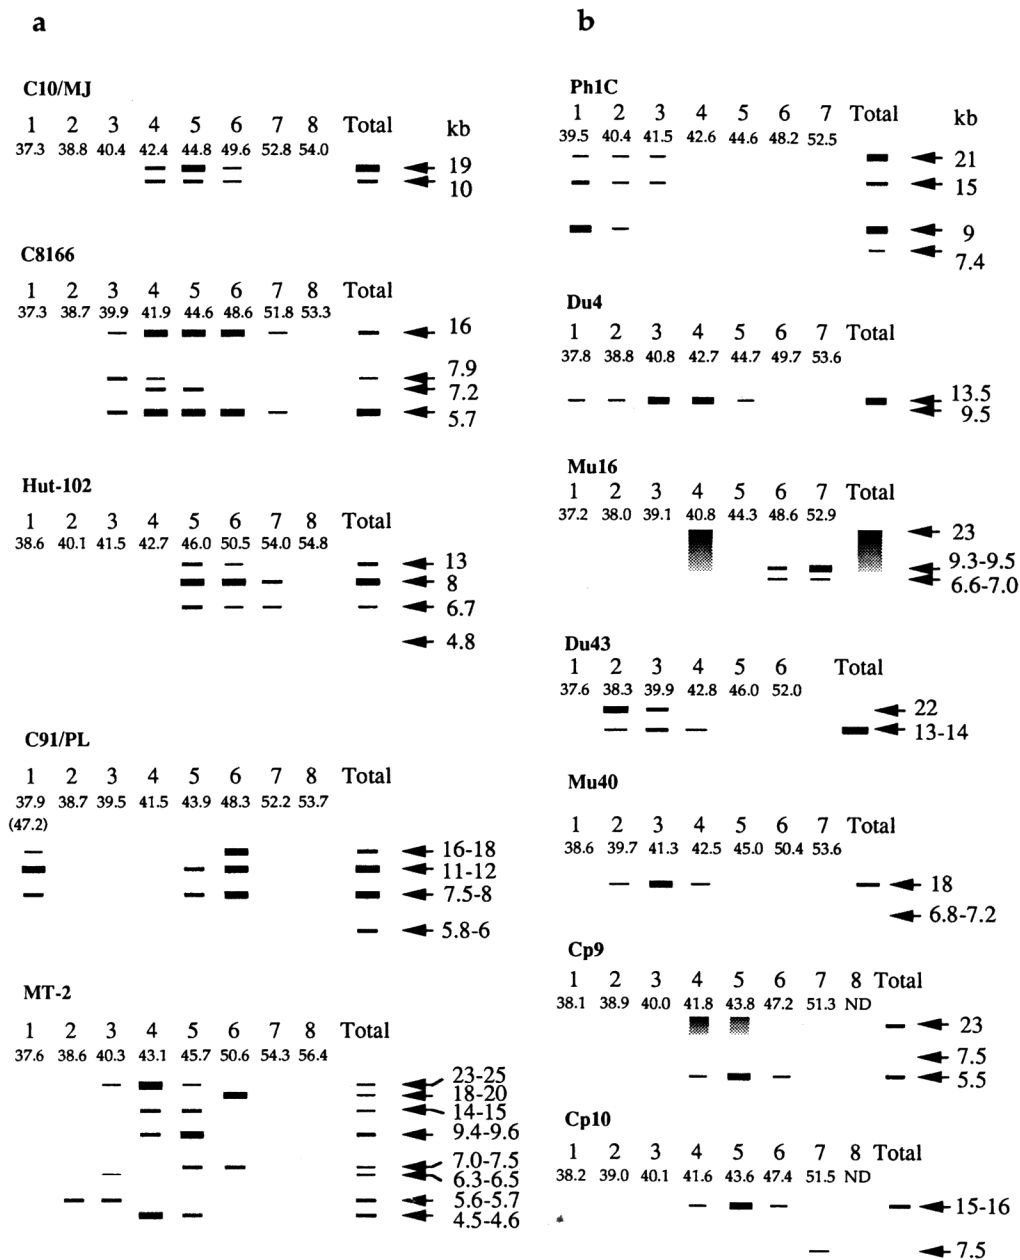 a
C10/MJ
1 2 3 4 5 6 7 8 Total kb
37.3 38.8 40.4 42.4 44.8 49.6 52.8 54.0
19
10
C8166
1 2 3 4 5 6 7 8 Total
37.3 38.7 39.9 41.9 44.6 48.6 51.8 53.3
16
7.9
7.2
5.7
Hut-102
1 2 3 4 5 6 7 8 Total
38.6 40.1 41.5 42.7 46.0 50.5 54.0 54.8
13
8
6.7
4.8
C91/PL
1 2 3 4 5 6 7 8 Total
37.9 38.7 39.5 41.5 43.9 48.3 52.2 53.7
(47.2)
16-18
11-12
7.5-8
5.8-6
MT-2
1 2 3 4 5 6 7 8 Total
37.6 38.6 40.3 43.1 45.7 50.6 54.3 56.4
23-25
18-20
14-15
9.4-9.6
7.0-7.5
6.3-6.5
5.6-5.7
4.5-4.6
b
Ph1C
1 2 3 4 5 6 7 Total kb
39.5 40.4 41.5 42.6 44.6 48.2 52.5
21
15
9
7.4
Du4
1 2 3 4 5 6 7 Total
37.8 38.8 40.8 42.7 44.7 49.7 53.6
13.5
9.5
Mu16
1 2 3 4 5 6 7 Total
37.2 38.0 39.1 40.8 44.3 48.6 52.9
23
9.3-9.5
6.6-7.0
Du43
1 2 3 4 5 6 Total
37.6 38.3 39.9 42.8 46.0 52.0
22
13-14
Mu40
1 2 3 4 5 6 7 Total
38.6 39.7 41.3 42.5 45.0 50.4 53.6
18
6.8-7.2
Cp9
1 2 3 4 5 6 7 8 Total
38.1 38.9 40.0 41.8 43.8 47.2 51.3 ND
23
7.5
5.5
Cp10
1 2 3 4 5 6 7 8 Total
38.2 39.0 40.1 41.6 43.6 47.4 51.5 ND
15-16
7.5